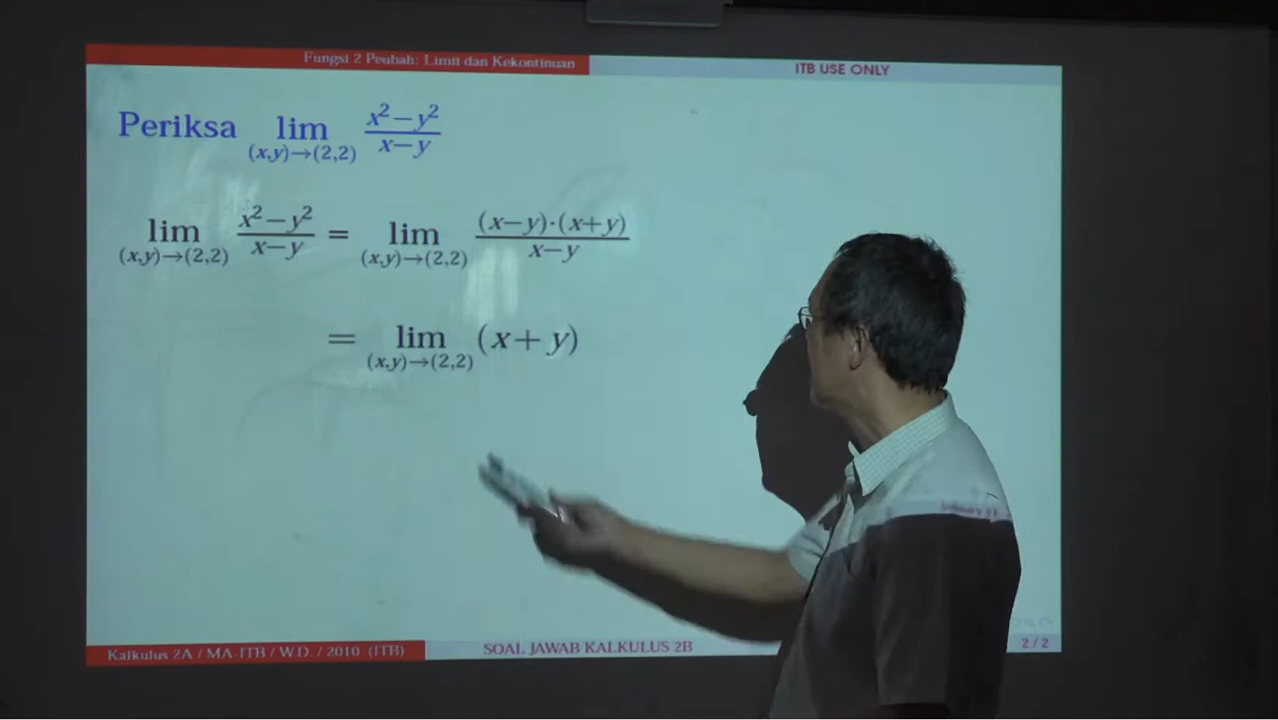 Fungsi 2 Peubah: Limit dan Kekontinuan
ITB USE ONLY
Periksa lim (x,y)→(2,2) x²−y² / x−y
lim (x,y)→(2,2) x²−y² / x−y = lim (x,y)→(2,2) (x−y)·(x+y) / x−y
= lim (x,y)→(2,2) (x+y)
Kalkulus 2A / MA-ITB / W.D. / 2010 (ITB)
SOAL JAWAB KALKULUS 2B
2 / 2